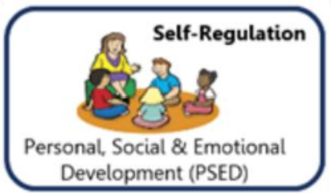 Self-Regulation
Personal, Social & Emotional
Development (PSED)